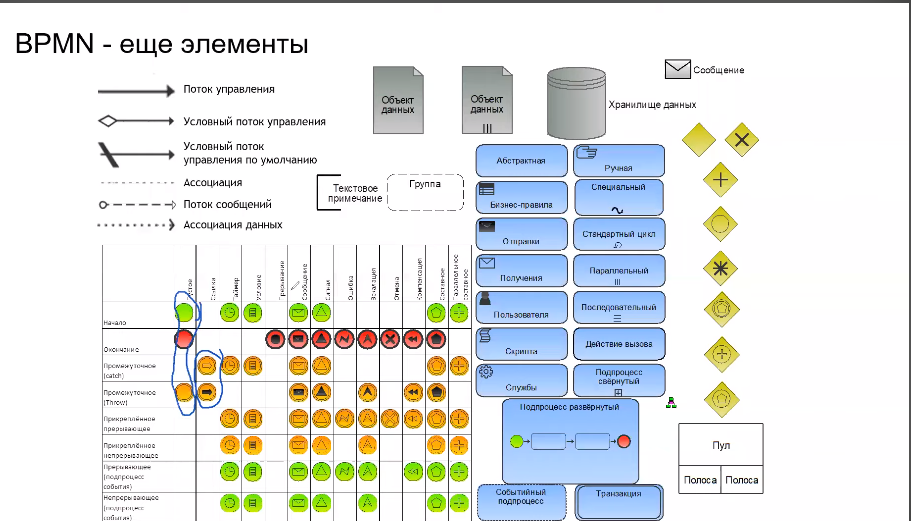 BPMN - еще элементы
Сообщение
Поток управления
Объект
данных
Объект
данных
Хранилище данных
Условный поток управления
Условный поток
управления по умолчанию
Абстрактная
Ручная
Ассоциация
Текстовое
примечание
Группа
Бизнес-правила
Специальный
Поток сообщений
Ассоциация данных
Отправки
Стандартный цикл
Получения
Параллельный
Пользователя
Последовательный
Скрипта
Действие вызова
Службы
Подпроцесс
свёрнутый
Подпроцесс развёрнутый
Событийный
подпроцесс
Транзакция
Пул
Полоса
Полоса
Пустое
Ссылка
Таймер
Условие
Прерывание
Сообщение
Сигнал
Ошибка
Эскалация
Отмена
Компенсация
Составное
Параллельное
составное
Начало
Окончание
Промежуточное
(catch)
Промежуточное
(Throw)
Прикреплённое
прерывающее
Прикреплённое
непрерывающее
Прерывающее
(подпроцесс
события)
Непрерывающее
(подпроцесс
события)